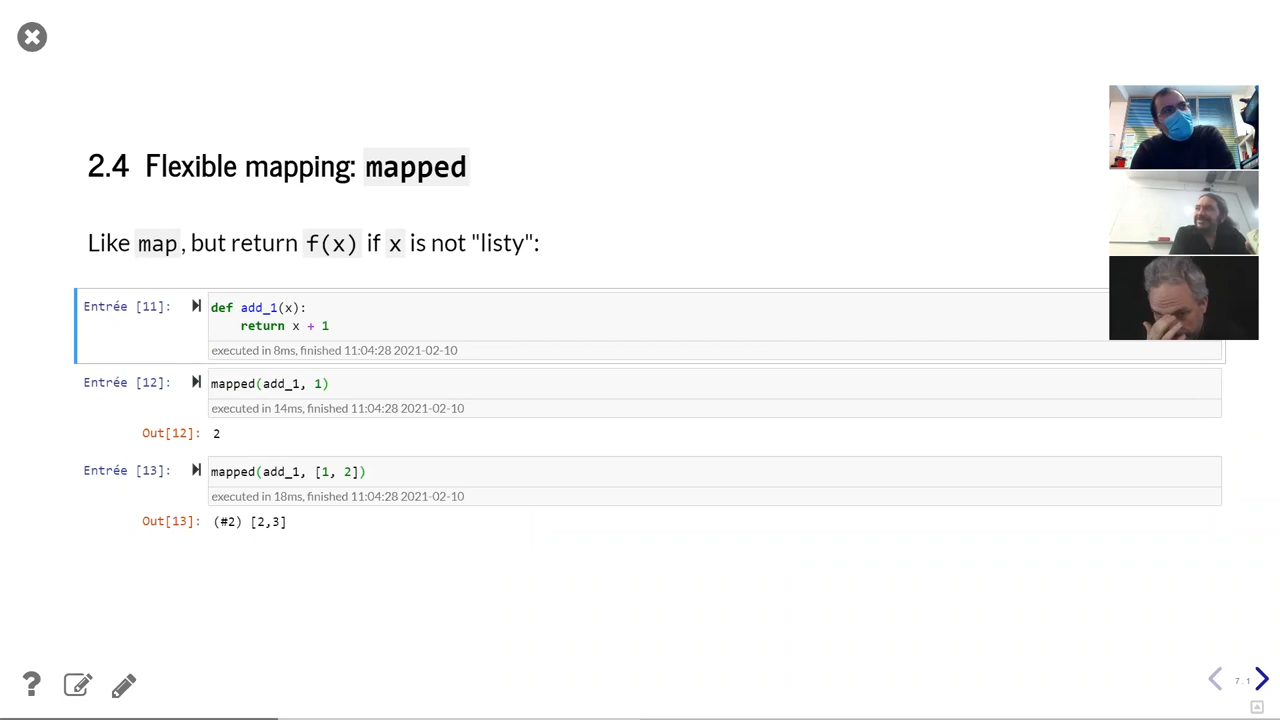 2.4 Flexible mapping: mapped
Like map, but return f(x) if x is not "listy":
Entrée [11]:
def add_1(x):
    return x + 1
executed in 8ms, finished 11:04:28 2021-02-10
Entrée [12]:
mapped(add_1, 1)
executed in 14ms, finished 11:04:28 2021-02-10
Out[12]: 2
Entrée [13]:
mapped(add_1, [1, 2])
executed in 18ms, finished 11:04:28 2021-02-10
Out[13]: (#2) [2,3]
?
7.1